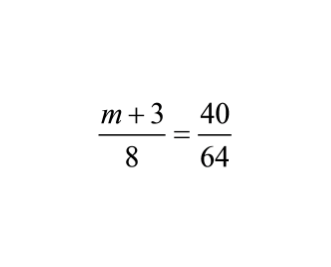 m + 3 / 8 = 40 / 64